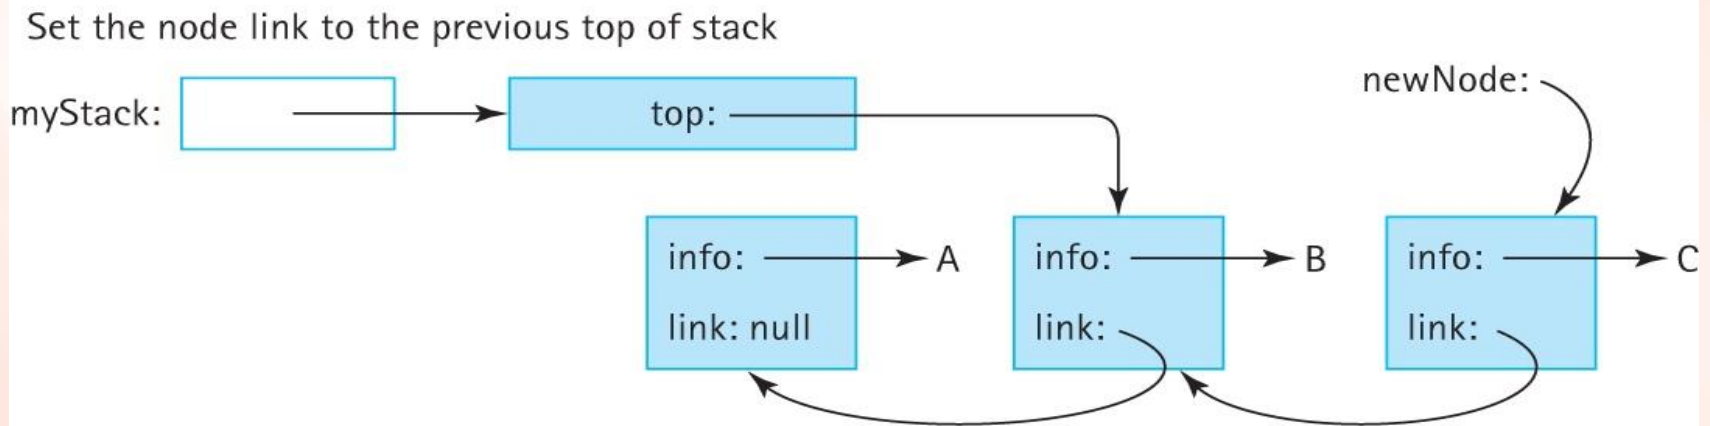 Set the node link to the previous top of stack
newNode:
myStack:
top:
info: A
info: B
info: C
link: null
link:
link: